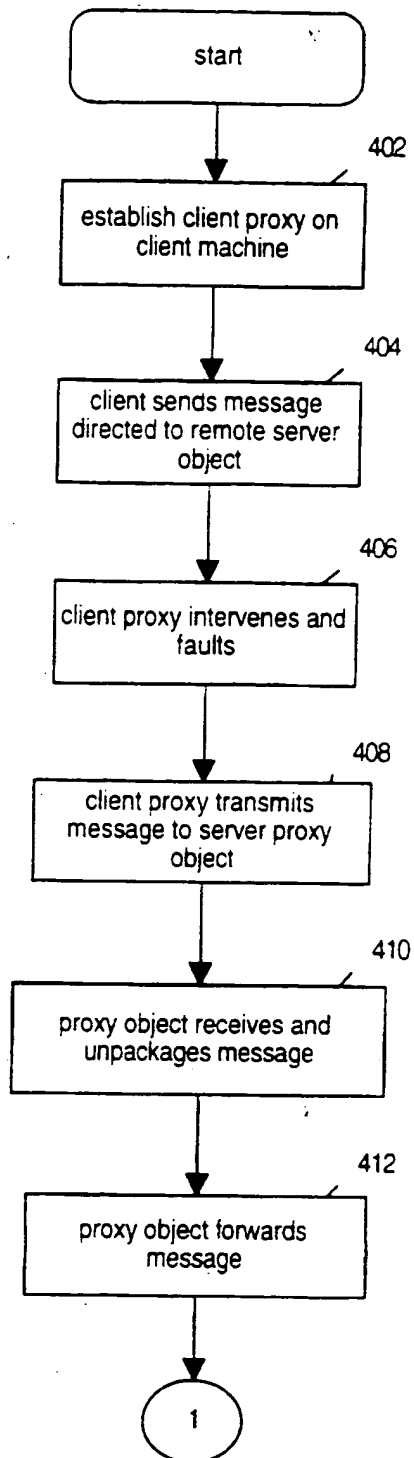 start
402
establish client proxy on
client machine
404
client sends message
directed to remote server
object
406
client proxy intervenes and
faults
408
client proxy transmits
message to server proxy
object
410
proxy object receives and
unpackages message
412
proxy object forwards
message
1